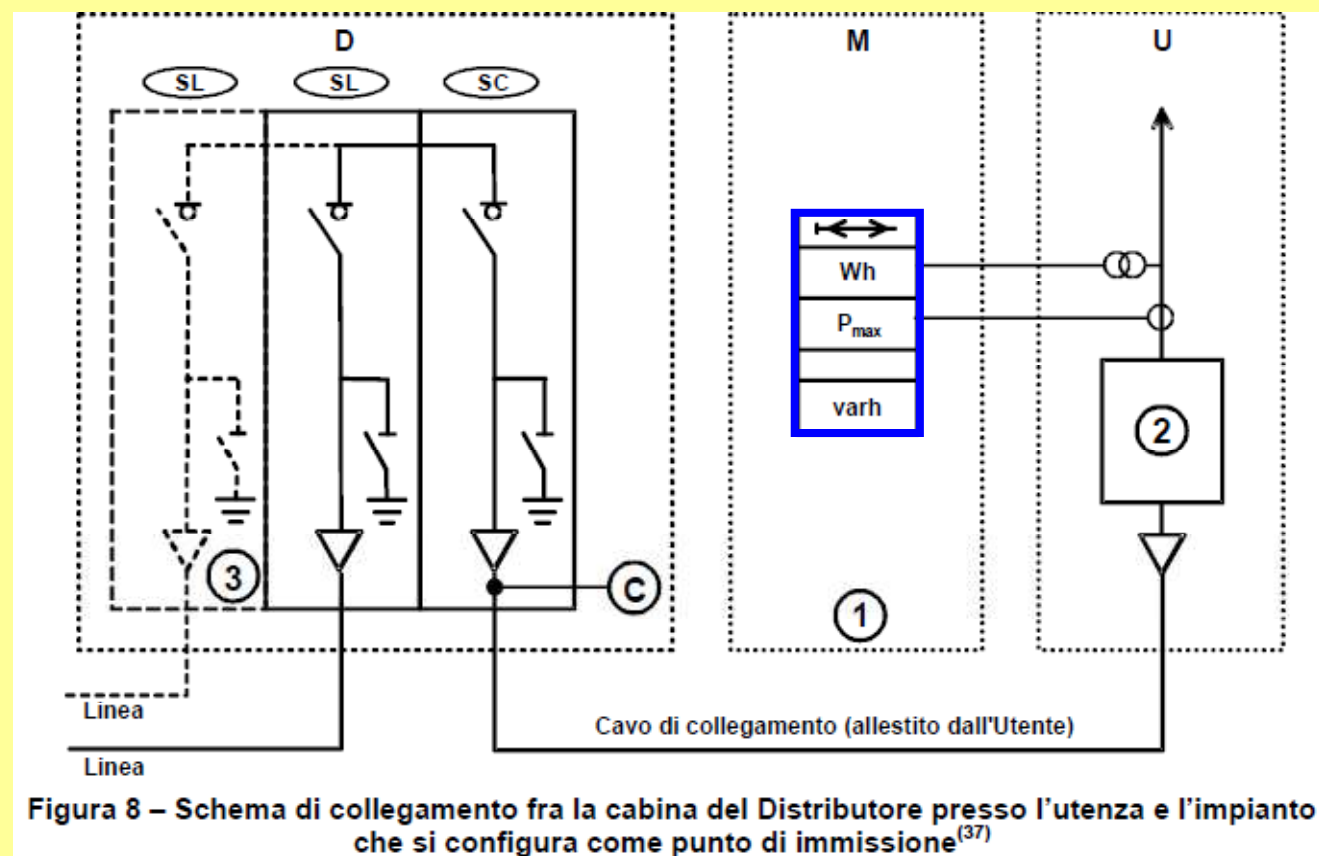 D
M
U
SL
SL
SC
Wh
Pmax
varh
2
3
C
1
Linea
Cavo di collegamento (allestito dall'Utente)
Linea
Figura 8 – Schema di collegamento fra la cabina del Distributore presso l'utenza e l'impianto
che si configura come punto di immissione(37)